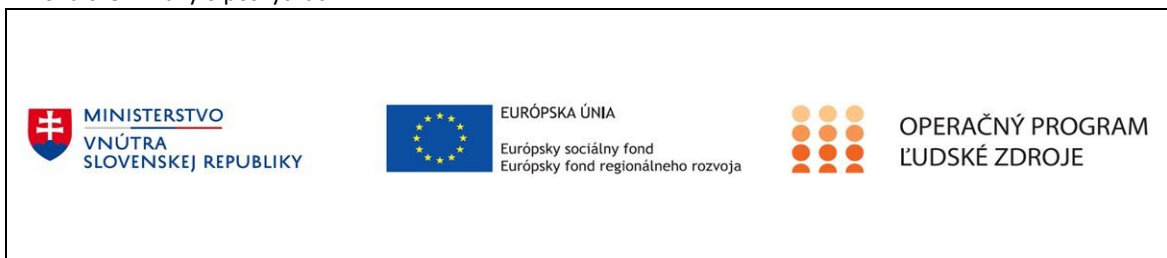 MINISTERSTVO
VNÚTRA
SLOVENSKEJ REPUBLIKY
EURÓPSKA ÚNIA
Európsky sociálny fond
Európsky fond regionálneho rozvoja
OPERAČNÝ PROGRAM
ĽUDSKÉ ZDROJE